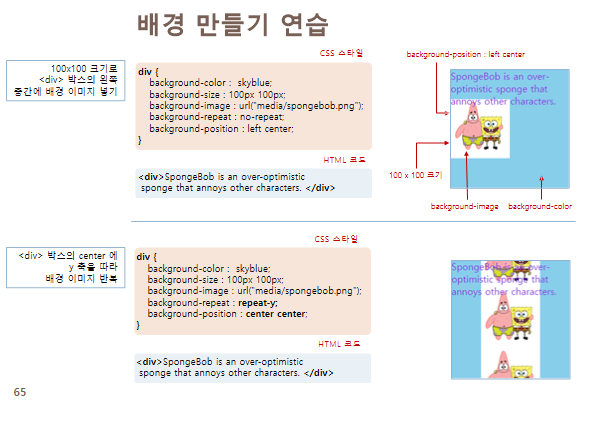 배경 만들기 연습
100x100 크기로
<div> 박스의 왼쪽
중간에 배경 이미지 넣기
CSS 스타일
div {
background-color : skyblue;
background-size : 100px 100px;
background-image : url("media/spongebob.png");
background-repeat : no-repeat;
background-position : left center;
}
HTML 코드
<div>SpongeBob is an over-optimistic
sponge that annoys other characters. </div>
background-position : left center
SpongeBob is an over-
optimistic sponge that
annoys other characters.
100 x 100 크기
background-image
background-color
<div> 박스의 center 에
y 축을 따라
배경 이미지 반복
CSS 스타일
div {
background-color : skyblue;
background-size : 100px 100px;
background-image : url("media/spongebob.png");
background-repeat : repeat-y;
background-position : center center;
}
HTML 코드
<div>SpongeBob is an over-optimistic
sponge that annoys other characters. </div>
SpongeBob is an over-
optimistic sponge that
annoys other characters.
65